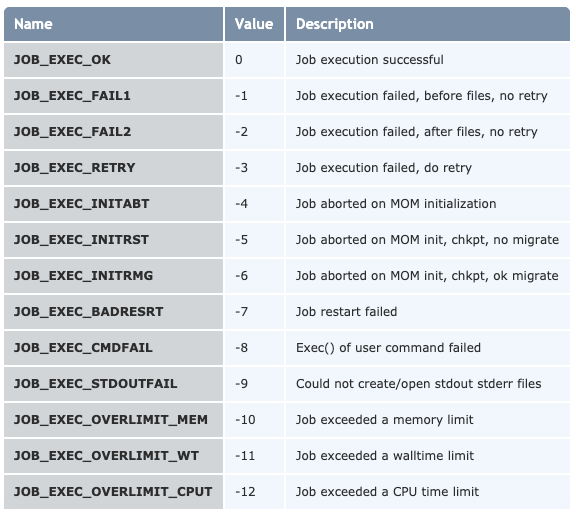 Name Value Description
JOB_EXEC_OK 0 Job execution successful
JOB_EXEC_FAIL1 -1 Job execution failed, before files, no retry
JOB_EXEC_FAIL2 -2 Job execution failed, after files, no retry
JOB_EXEC_RETRY -3 Job execution failed, do retry
JOB_EXEC_INITABT -4 Job aborted on MOM initialization
JOB_EXEC_INITRST -5 Job aborted on MOM init, chkpt, no migrate
JOB_EXEC_INITRMG -6 Job aborted on MOM init, chkpt, ok migrate
JOB_EXEC_BADRESRT -7 Job restart failed
JOB_EXEC_CMDFAIL -8 Exec() of user command failed
JOB_EXEC_STDOUTFAIL -9 Could not create/open stdout stderr files
JOB_EXEC_OVERLIMIT_MEM -10 Job exceeded a memory limit
JOB_EXEC_OVERLIMIT_WT -11 Job exceeded a walltime limit
JOB_EXEC_OVERLIMIT_CPUT -12 Job exceeded a CPU time limit